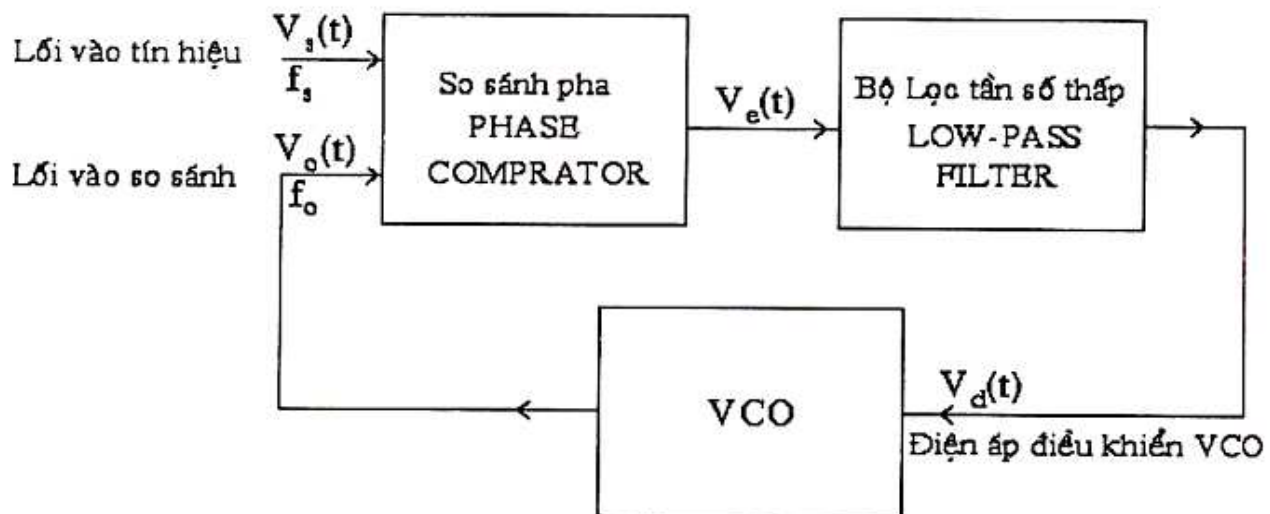 Lối vào tín hiệu
V_s(t)
f_s
Lối vào so sánh
V_o(t)
f_o
So sánh pha
PHASE
COMPRATOR
V_e(t)
Bộ Lọc tần số thấp
LOW-PASS
FILTER
VCO
V_d(t)
Điện áp điều khiển VCO